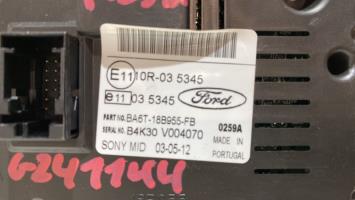 E11 10R-03 5345
e11 03 5345 Ford
PART NO. BA6T-18B955-FB
SERIAL NO. B4K30 V004070 0259A
SONY MID 03-05-12 MADE IN PORTUGAL
G241144